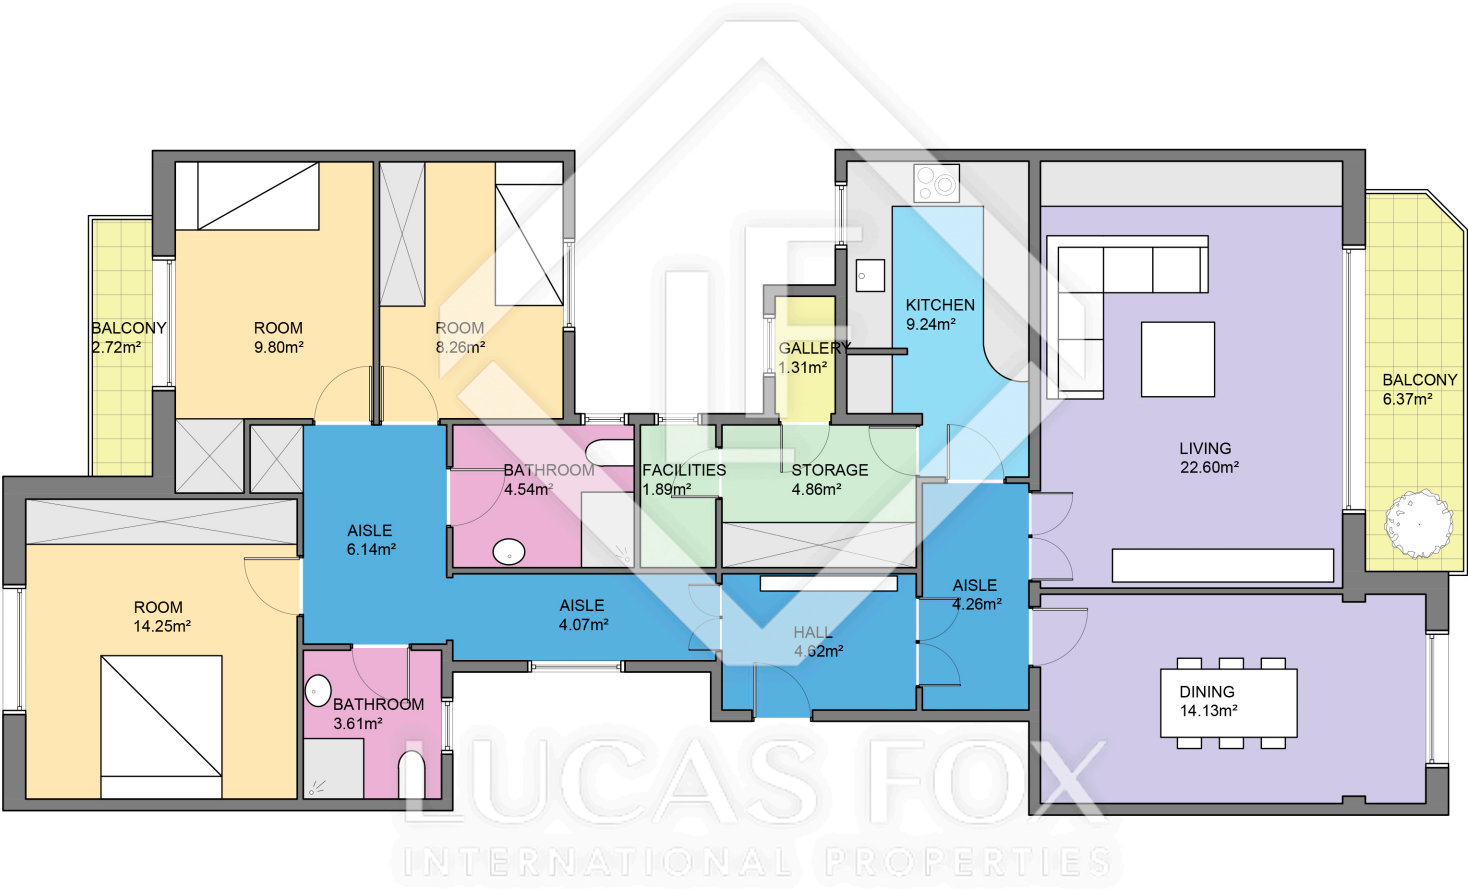 BALCONY
2.72m²
ROOM
9.80m²
ROOM
8.26m²
GALLERY
1.31m²
KITCHEN
9.24m²
BALCONY
6.37m²
LIVING
22.60m²
BATHROOM
4.54m²
FACILITIES
1.89m²
STORAGE
4.86m²
AISLE
6.14m²
ROOM
14.25m²
AISLE
4.07m²
HALL
4.62m²
AISLE
4.26m²
BATHROOM
3.61m²
DINING
14.13m²
LF
LUCAS FOX
INTERNATIONAL PROPERTIES